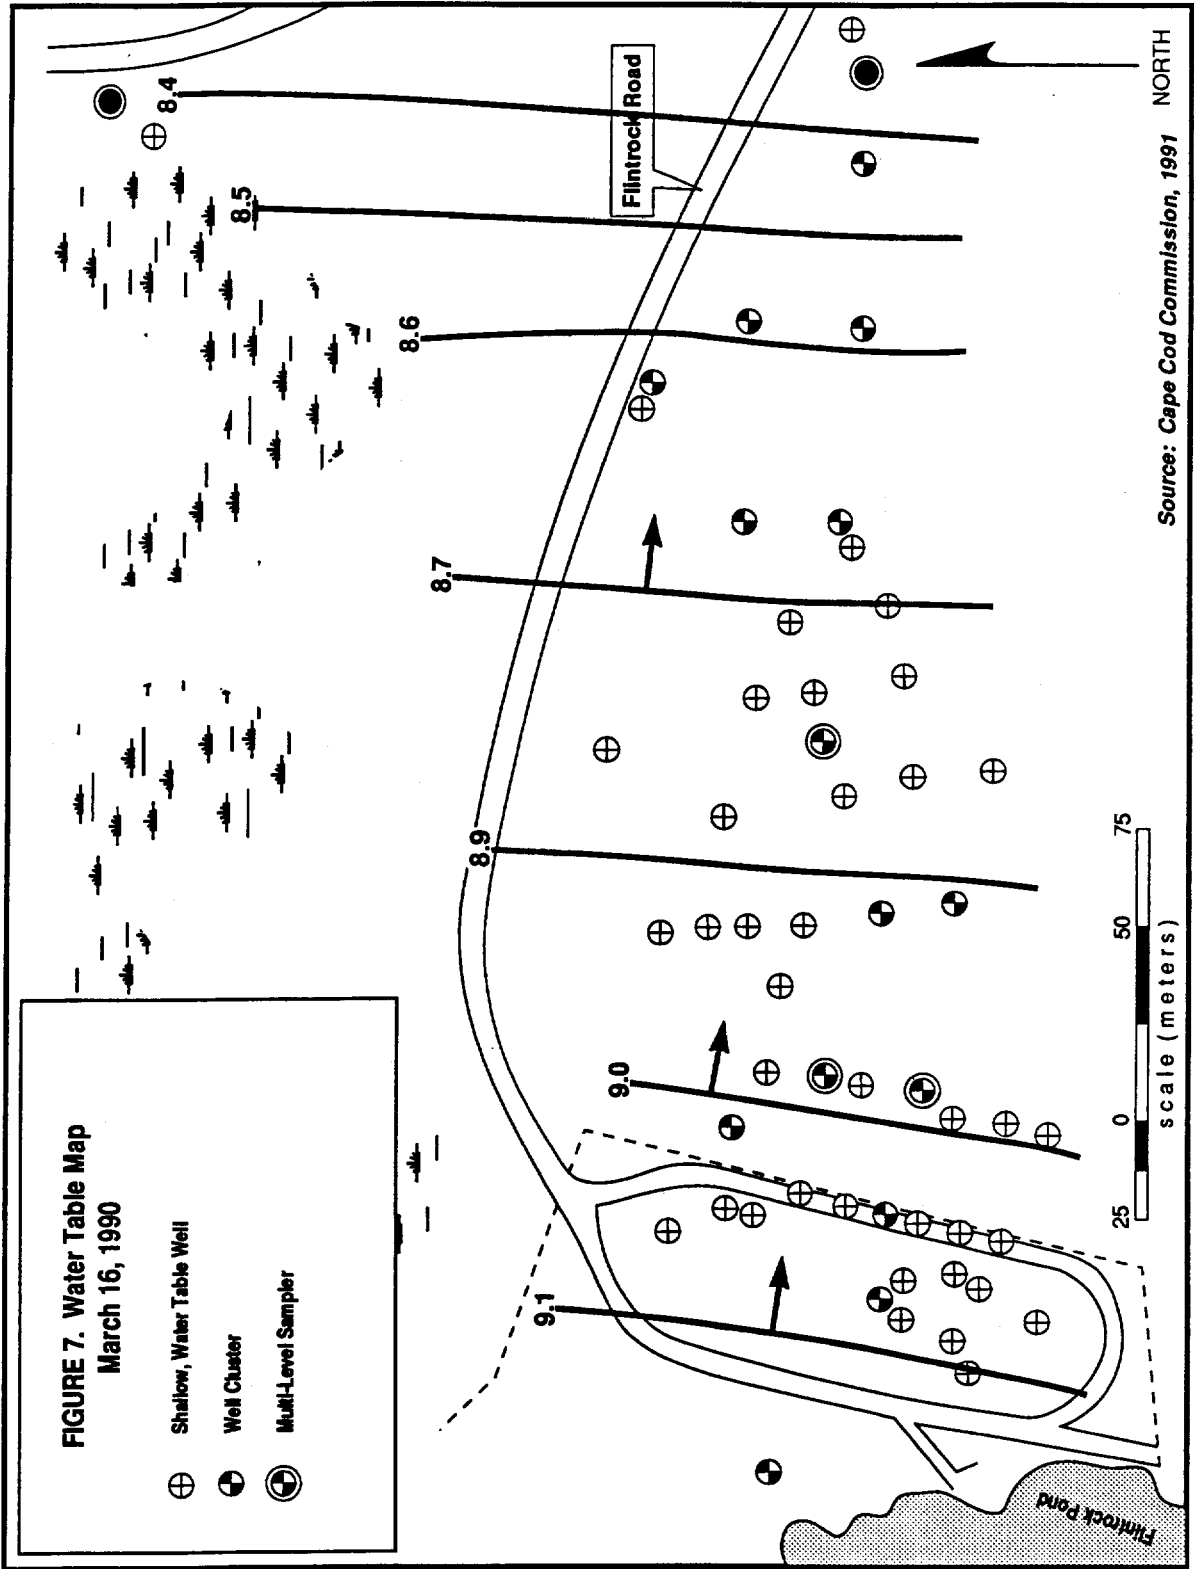 FIGURE 7. Water Table Map
March 16, 1990
Shallow, Water Table Well
Well Cluster
Multi-Level Sampler
9.1
9.0
8.9
8.7
8.6
8.5
8.4
Flintrock Road
Flintrock Pond
25 0 50 75
scale (meters)
Source: Cape Cod Commission, 1991
NORTH